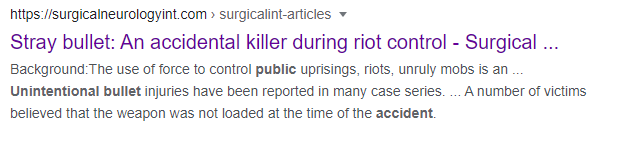 https://surgicalneurologyint.com › surgicalint-articles
Stray bullet: An accidental killer during riot control - Surgical ...
Background:The use of force to control public uprisings, riots, unruly mobs is an ...
Unintentional bullet injuries have been reported in many case series. ... A number of victims
believed that the weapon was not loaded at the time of the accident.